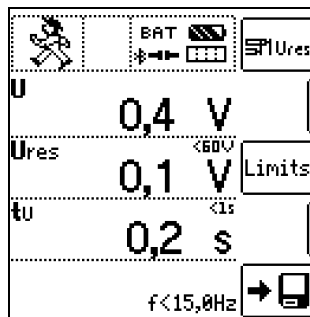 BAT
Ures
U
0,4 V
Ures <60V
0,1 V
Limits
tU <1s
0,2 s
f<15,0Hz